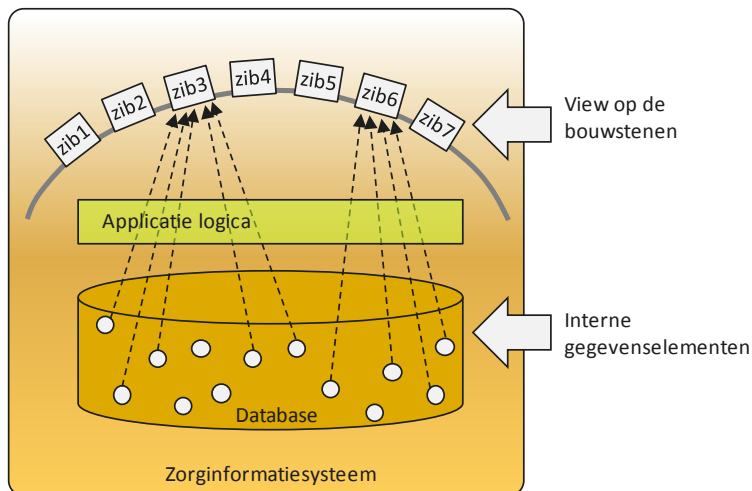 zib1
zib2
zib3
zib4
zib5
zib6
zib7
View op de
bouwstenen
Applicatie logica
Interne
gegevenselementen
Database
Zorginformatiesysteem